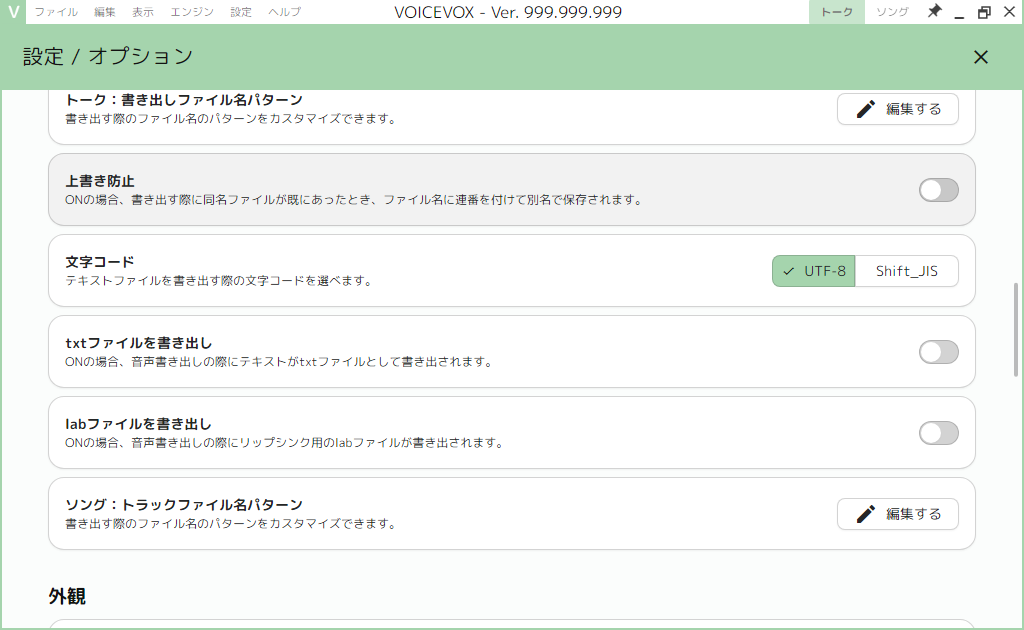 V ファイル 編集 表示 エンジン 設定 ヘルプ VOICEVOX - Ver. 999.999.999 トーク ソング
設定 / オプション
トーク：書き出しファイル名パターン
書き出す際のファイル名のパターンをカスタマイズできます。
編集する
上書き防止
ONの場合、書き出す際に同名ファイルが既にあったとき、ファイル名に連番を付けて別名で保存されます。
文字コード
テキストファイルを書き出す際の文字コードを選べます。
UTF-8 Shift_JIS
txtファイルを書き出し
ONの場合、音声書き出しの際にテキストがtxtファイルとして書き出されます。
labファイルを書き出し
ONの場合、音声書き出しの際にリップシンク用のlabファイルが書き出されます。
ソング：トラックファイル名パターン
書き出す際のファイル名のパターンをカスタマイズできます。
編集する
外観